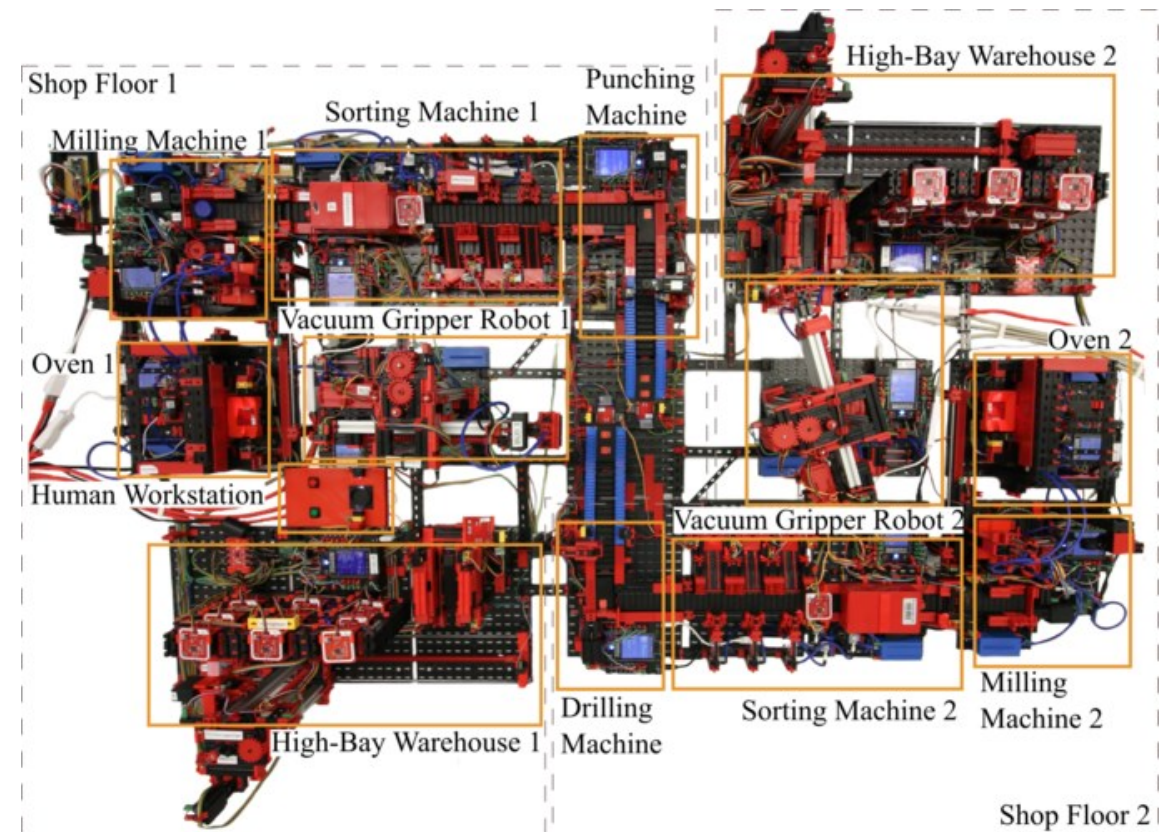 Shop Floor 1
High-Bay Warehouse 2
Punching
Machine
Sorting Machine 1
Milling Machine 1
Vacuum Gripper Robot 1
Oven 1
Oven 2
Human Workstation
Vacuum Gripper Robot 2
High-Bay Warehouse 1
Drilling
Machine
Sorting Machine 2
Milling
Machine 2
Shop Floor 2